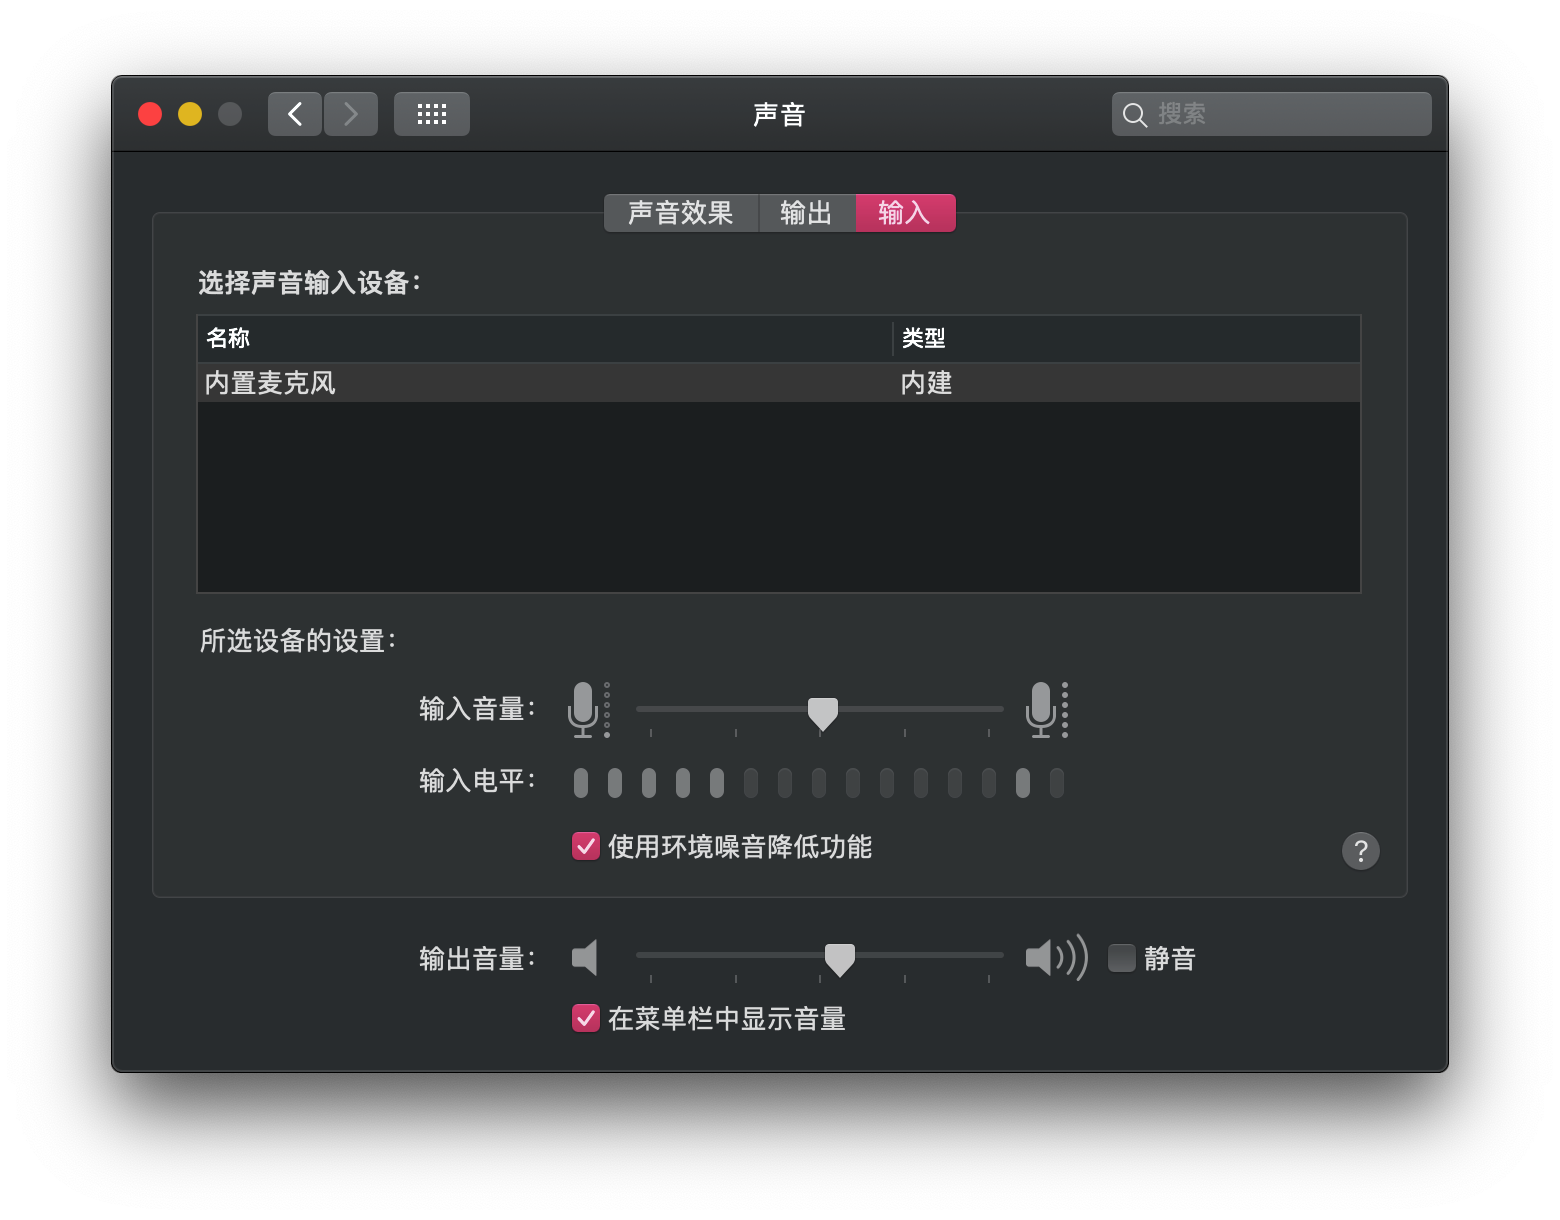 声音
搜索
声音效果 输出 输入
选择声音输入设备：
名称 类型
内置麦克风 内建
所选设备的设置：
输入音量：
输入电平：
使用环境噪音降低功能
?
输出音量： 静音
在菜单栏中显示音量